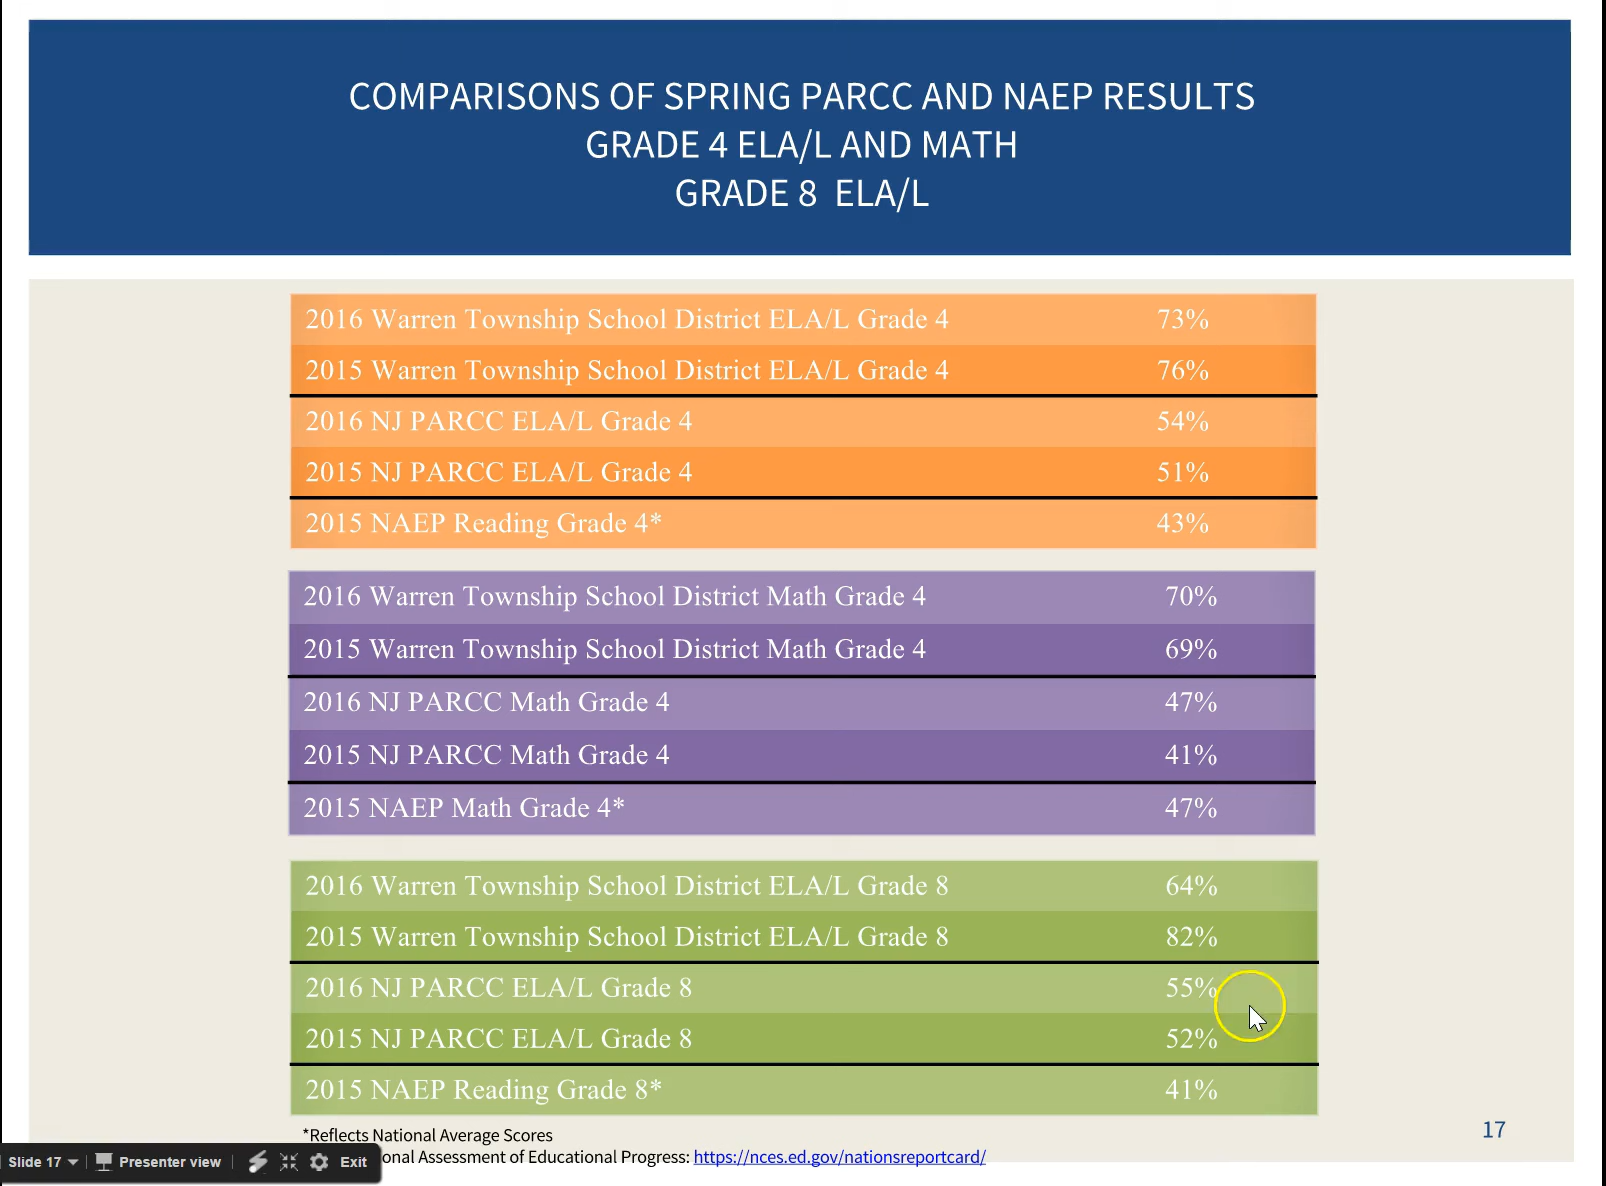 COMPARISONS OF SPRING PARCC AND NAEP RESULTS
GRADE 4 ELA/L AND MATH
GRADE 8 ELA/L
2016 Warren Township School District ELA/L Grade 4 73%
2015 Warren Township School District ELA/L Grade 4 76%
2016 NJ PARCC ELA/L Grade 4 54%
2015 NJ PARCC ELA/L Grade 4 51%
2015 NAEP Reading Grade 4* 43%
2016 Warren Township School District Math Grade 4 70%
2015 Warren Township School District Math Grade 4 69%
2016 NJ PARCC Math Grade 4 47%
2015 NJ PARCC Math Grade 4 41%
2015 NAEP Math Grade 4* 47%
2016 Warren Township School District ELA/L Grade 8 64%
2015 Warren Township School District ELA/L Grade 8 82%
2016 NJ PARCC ELA/L Grade 8 55%
2015 NJ PARCC ELA/L Grade 8 52%
2015 NAEP Reading Grade 8* 41%
*Reflects National Average Scores
17
onal Assessment of Educational Progress: https://nces.ed.gov/nationsreportcard/
Slide 17 Presenter view Exit